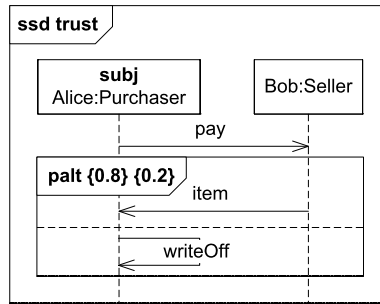 ssd trust
subj
Alice:Purchaser
Bob:Seller
pay
palt {0.8} {0.2}
item
writeOff